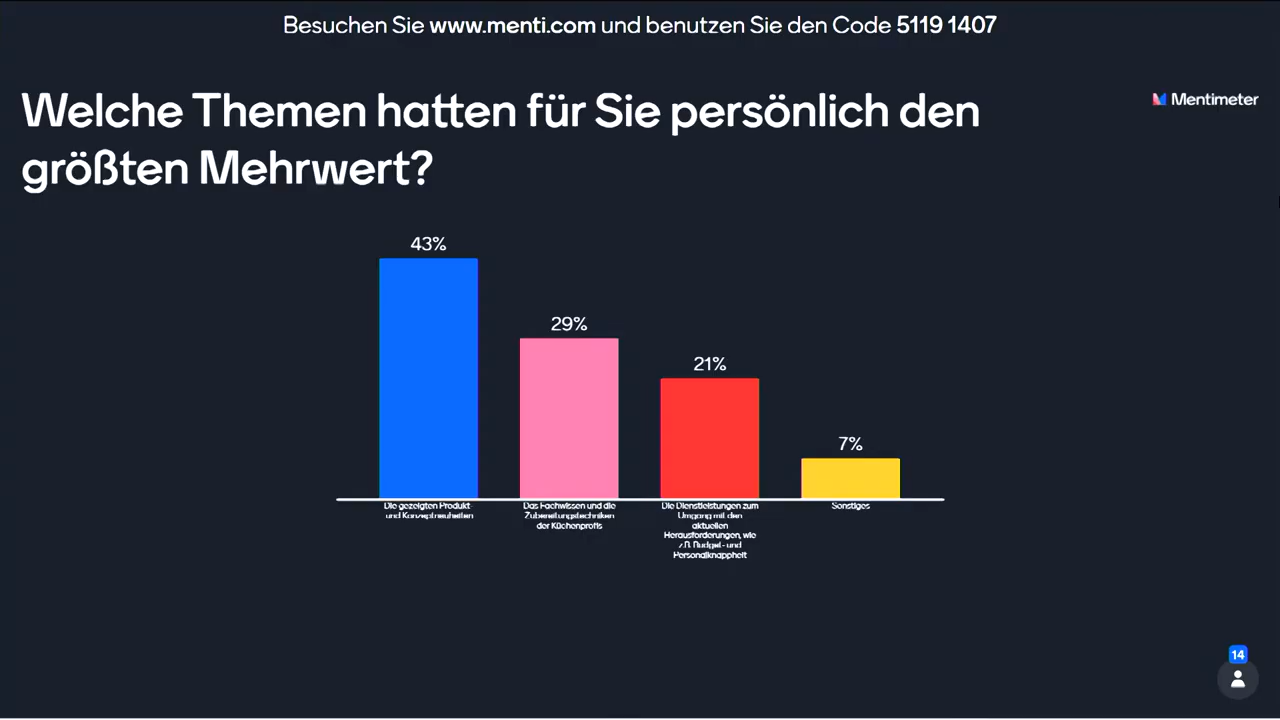 Besuchen Sie www.menti.com und benutzen Sie den Code 5119 1407
Welche Themen hatten für Sie persönlich den
größten Mehrwert?
Mentimeter
43%
29%
21%
7%
Die gezeigten Produkt-
und Konzeptneuheiten
Das Fachwissen und die
Zubereitungstechniken
der Küchenprofis
Die Dienstleistungen zum
Umgang mit den
aktuellen
Herausforderungen, wie
z.B. Budget- und
Personalknappheit
Sonstiges
14